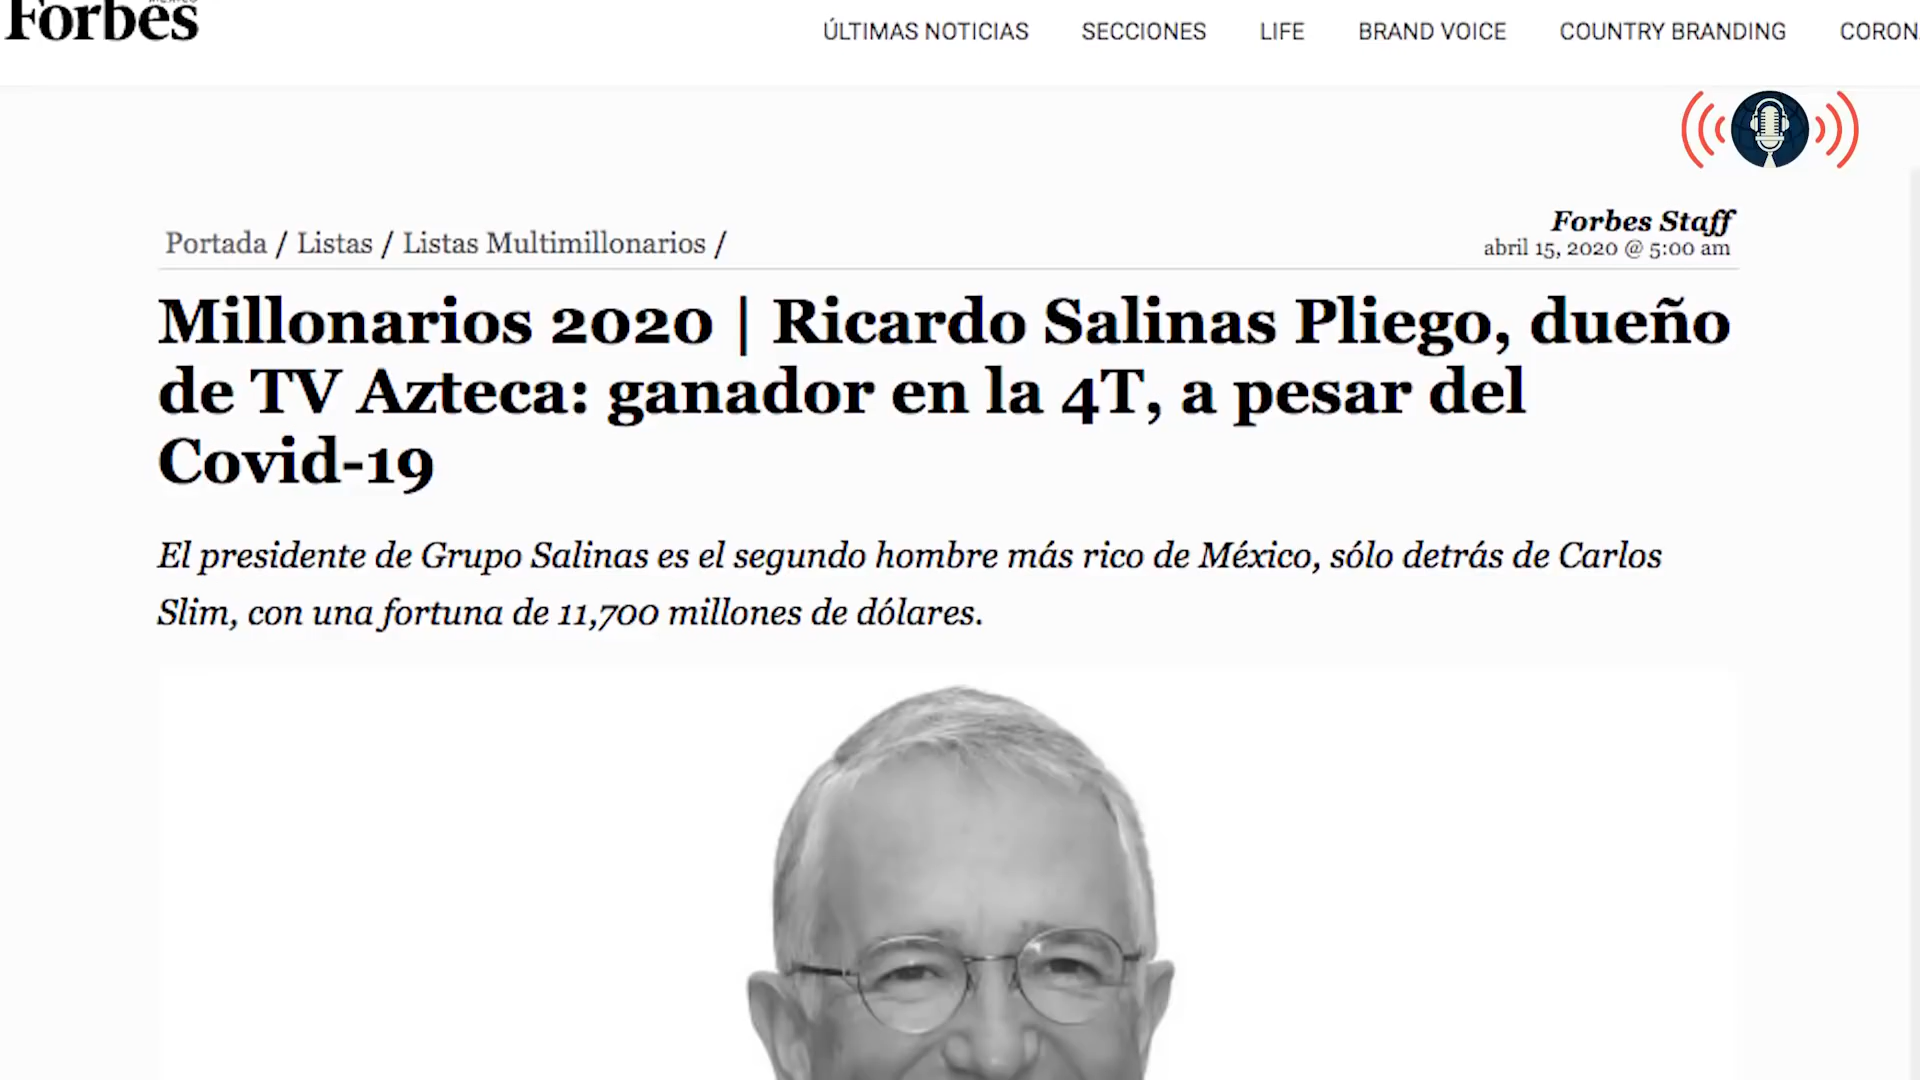 Forbes
MÉXICO
ÚLTIMAS NOTICIAS SECCIONES LIFE BRAND VOICE COUNTRY BRANDING CORON
Forbes Staff
Portada / Listas / Listas Multimillonarios /
abril 15, 2020 @ 5:00 am
Millonarios 2020 | Ricardo Salinas Pliego, dueño
de TV Azteca: ganador en la 4T, a pesar del
Covid-19
El presidente de Grupo Salinas es el segundo hombre más rico de México, sólo detrás de Carlos
Slim, con una fortuna de 11,700 millones de dólares.